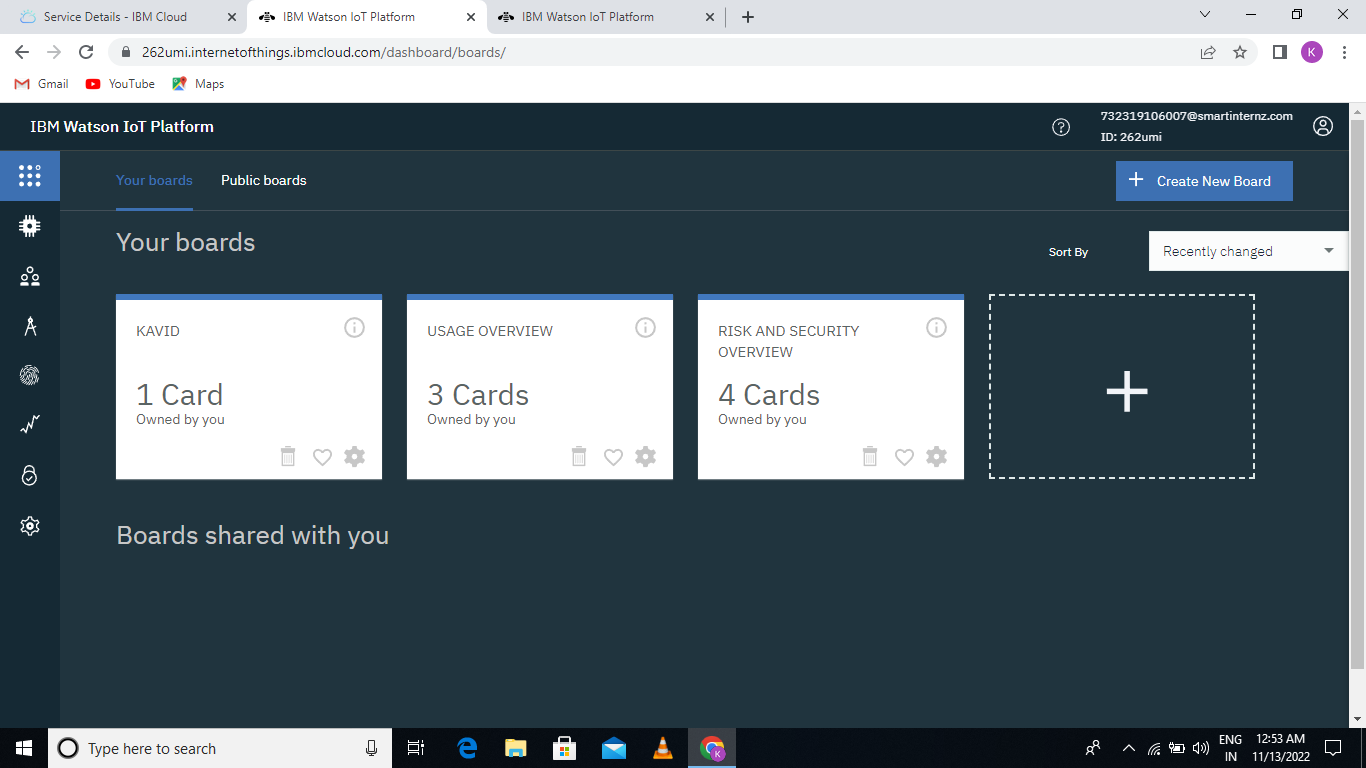 Service Details - IBM Cloud
IBM Watson IoT Platform
IBM Watson IoT Platform
262umi.internetofthings.ibmcloud.com/dashboard/boards/
K
Gmail
YouTube
Maps
IBM Watson IoT Platform
732319106007@smartinternz.com
ID: 262umi
Your boards
Public boards
Create New Board
Your boards
Sort By
Recently changed
KAVID
1 Card
Owned by you
USAGE OVERVIEW
3 Cards
Owned by you
RISK AND SECURITY
OVERVIEW
4 Cards
Owned by you
Boards shared with you
Type here to search
K
ENG
IN
12:53 AM
11/13/2022